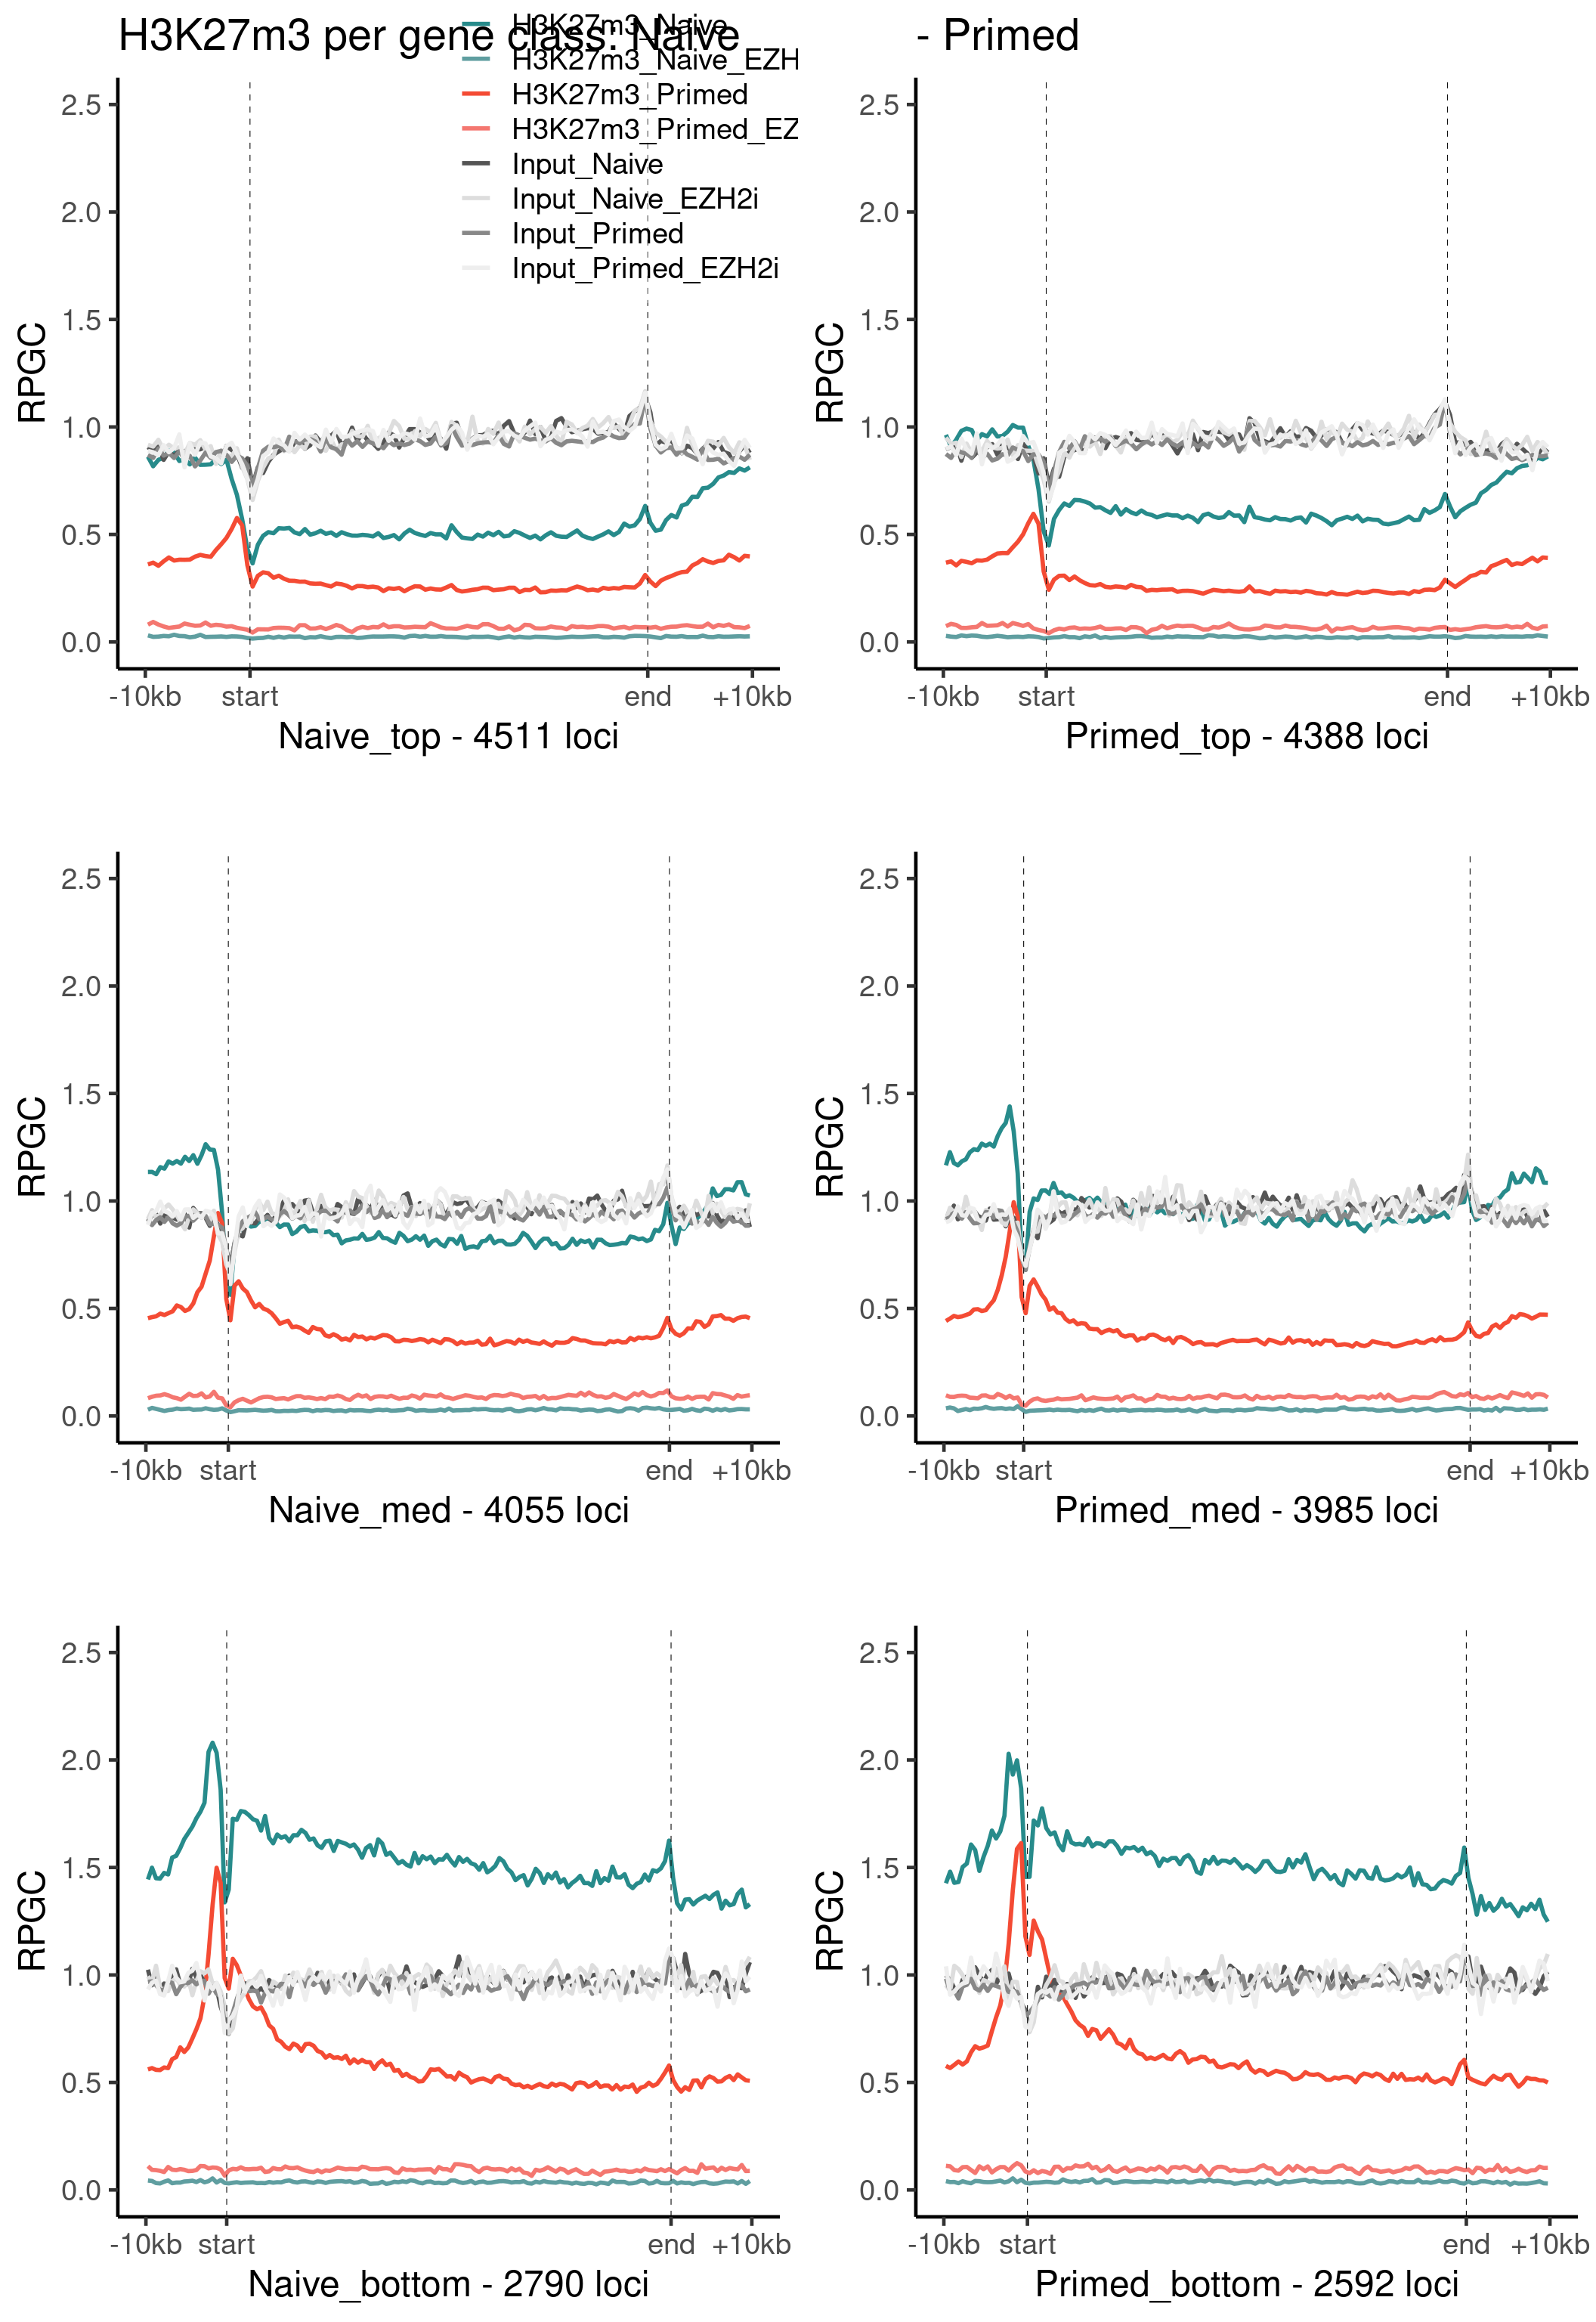 H3K27m3 per gene class: Naive
- Primed
H3K27m3_Naive
H3K27m3_Naive_EZH
H3K27m3_Primed
H3K27m3_Primed_EZ
Input_Naive
Input_Naive_EZH2i
Input_Primed
Input_Primed_EZH2i
RPGC
2.5
2.0
1.5
1.0
0.5
0.0
-10kb start end +10kb
Naive_top - 4511 loci
RPGC
2.5
2.0
1.5
1.0
0.5
0.0
-10kb start end +10kb
Primed_top - 4388 loci
RPGC
2.5
2.0
1.5
1.0
0.5
0.0
-10kb start end +10kb
Naive_med - 4055 loci
RPGC
2.5
2.0
1.5
1.0
0.5
0.0
-10kb start end +10kb
Primed_med - 3985 loci
RPGC
2.5
2.0
1.5
1.0
0.5
0.0
-10kb start end +10kb
Naive_bottom - 2790 loci
RPGC
2.5
2.0
1.5
1.0
0.5
0.0
-10kb start end +10kb
Primed_bottom - 2592 loci